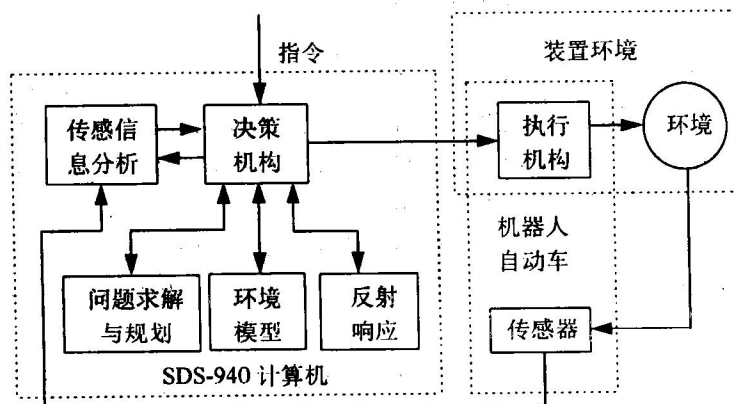 指令
装置环境
传感信
息分析
决策
机构
执行
机构
环境
机器人
自动车
问题求解
与规划
环境
模型
反射
响应
传感器
SDS-940 计算机